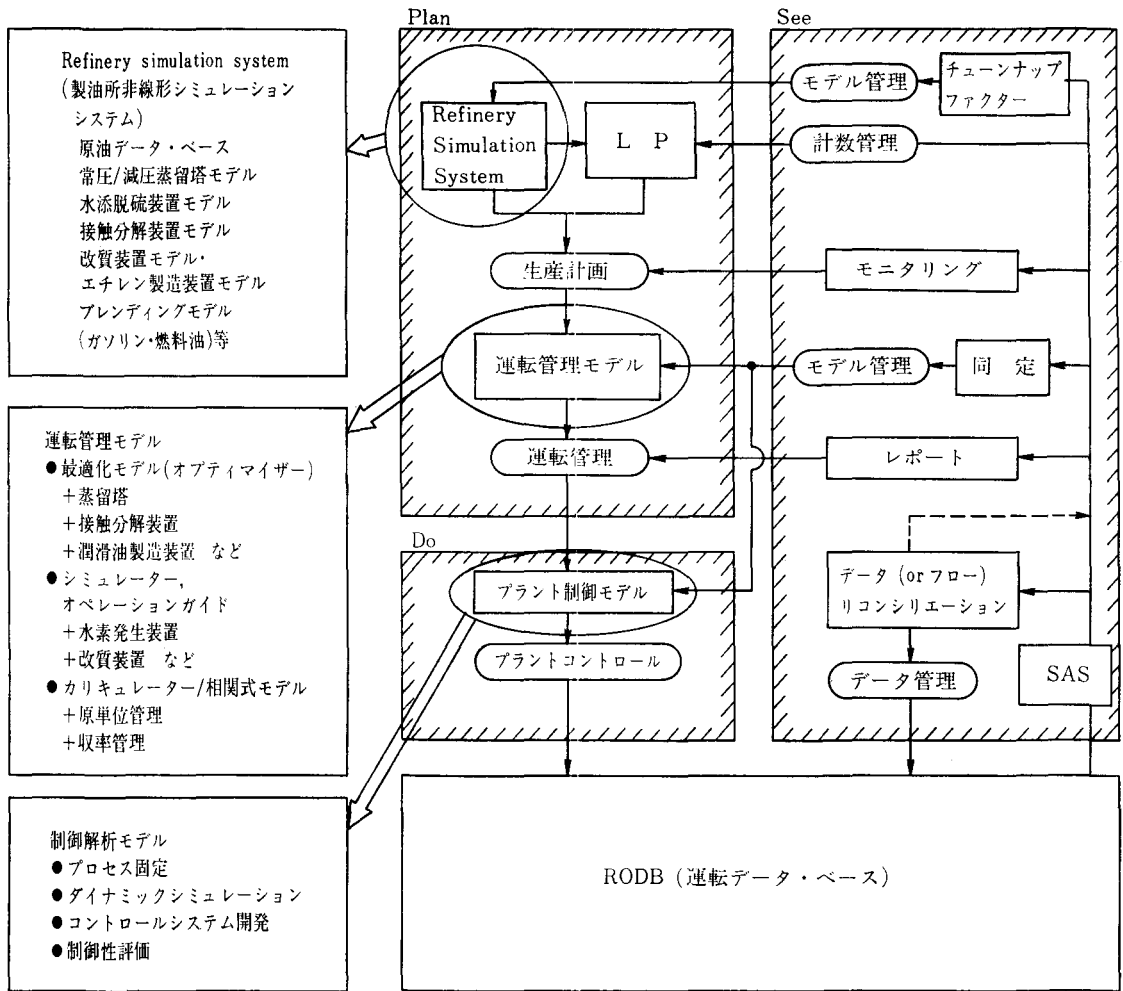 Refinery simulation system
(製油所非線形シミュレーション
システム)
原油データ・ベース
常圧/減圧蒸留塔モデル
水添脱硫装置モデル
接触分解装置モデル
改質装置モデル・
エチレン製造装置モデル
ブレンディングモデル
(ガソリン・燃料油)等
運転管理モデル
●最適化モデル(オプティマイザー)
+蒸留塔
+接触分解装置
+潤滑油製造装置 など
●シミュレーター,
オペレーションガイド
+水素発生装置
+改質装置 など
●カリキュレーター/相関式モデル
+原単位管理
+収率管理
制御解析モデル
●プロセス固定
●ダイナミックシミュレーション
●コントロールシステム開発
●制御性評価
Plan
Refinery
Simulation
System
L P
生産計画
運転管理モデル
運転管理
Do
プラント制御モデル
プラントコントロール
See
モデル管理
チューンナップ
ファクター
計数管理
モニタリング
モデル管理
同 定
レポート
データ (or フロー)
リコンシリエーション
データ管理
SAS
RODB (運転データ・ベース)